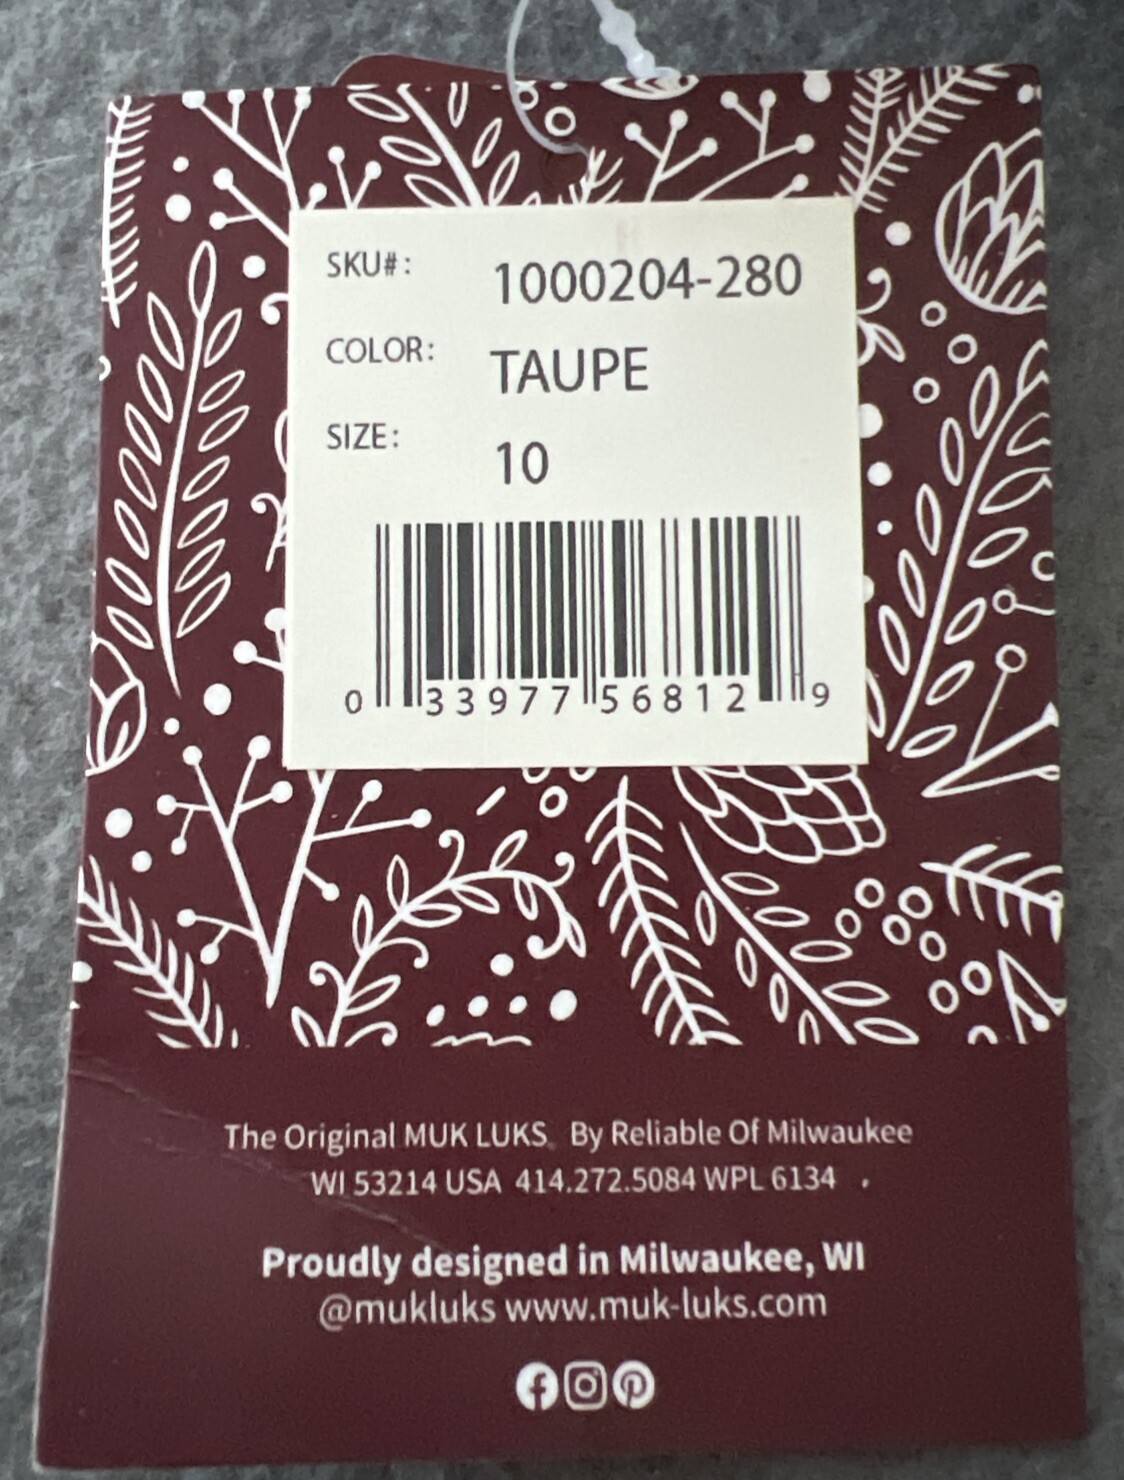 SKU#: 1000204-280
COLOR: TAUPE
SIZE: 10
0 33977 56812 9
The Original MUK LUKS By Reliable Of Milwaukee
WI 53214 USA 414.272.5084 WPL 6134 .
Proudly designed in Milwaukee, WI
@mukluks www.muk-luks.com